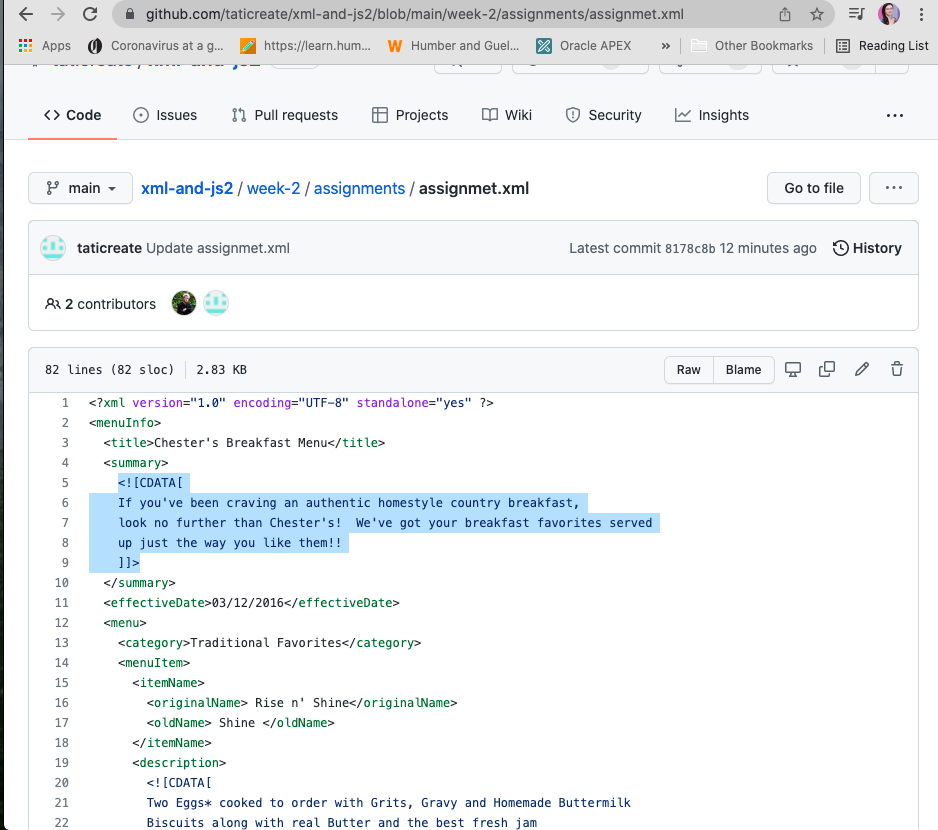 github.com/taticreate/xml-and-js2/blob/main/week-2/assignments/assignmet.xml
Apps Coronavirus at a g... https://learn.hum... Humber and Guel... Oracle APEX » Other Bookmarks Reading List
Code Issues Pull requests Projects Wiki Security Insights ...
main xml-and-js2 / week-2 / assignments / assignmet.xml Go to file ...
taticreate Update assignmet.xml Latest commit 8178c8b 12 minutes ago History
2 contributors
82 lines (82 sloc) 2.83 KB Raw Blame
1 <?xml version="1.0" encoding="UTF-8" standalone="yes" ?>
2 <menuInfo>
3 <title>Chester's Breakfast Menu</title>
4 <summary>
5 <![CDATA[
6 If you've been craving an authentic homestyle country breakfast,
7 look no further than Chester's!  We've got your breakfast favorites served
8 up just the way you like them!!
9 ]]>
10 </summary>
11 <effectiveDate>03/12/2016</effectiveDate>
12 <menu>
13 <category>Traditional Favorites</category>
14 <menuItem>
15 <itemName>
16 <originalName> Rise n' Shine</originalName>
17 <oldName> Shine </oldName>
18 </itemName>
19 <description>
20 <![CDATA[
21 Two Eggs* cooked to order with Grits, Gravy and Homemade Buttermilk
22 Biscuits along with real Butter and the best fresh jam